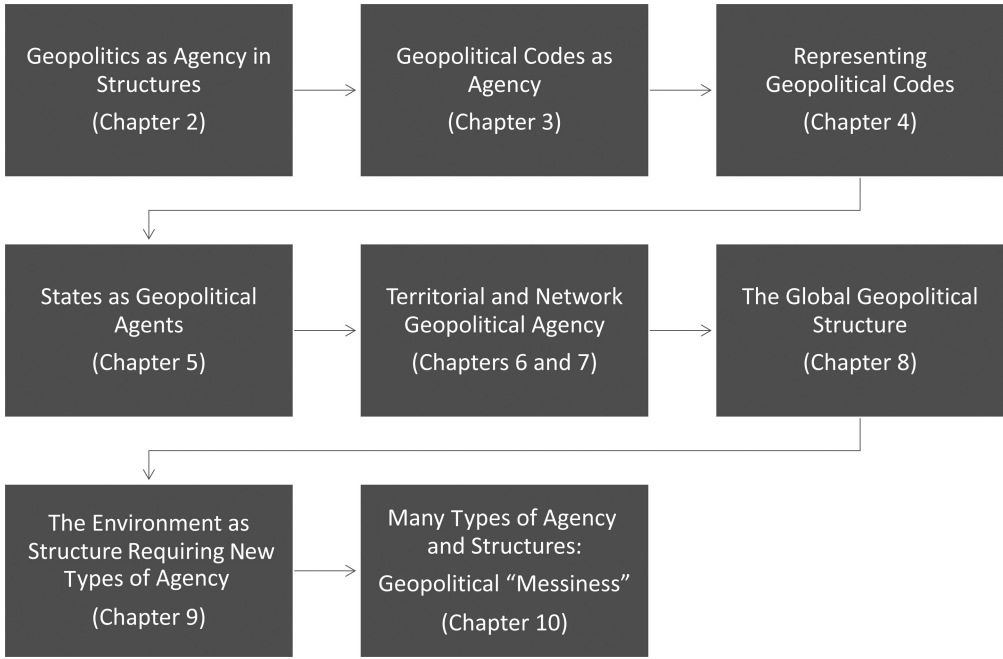 Geopolitics as Agency in
Structures
(Chapter 2)
Geopolitical Codes as
Agency
(Chapter 3)
Representing
Geopolitical Codes
(Chapter 4)
States as Geopolitical
Agents
(Chapter 5)
Territorial and Network
Geopolitical Agency
(Chapters 6 and 7)
The Global Geopolitical
Structure
(Chapter 8)
The Environment as
Structure Requiring New
Types of Agency
(Chapter 9)
Many Types of Agency
and Structures:
Geopolitical “Messiness”
(Chapter 10)